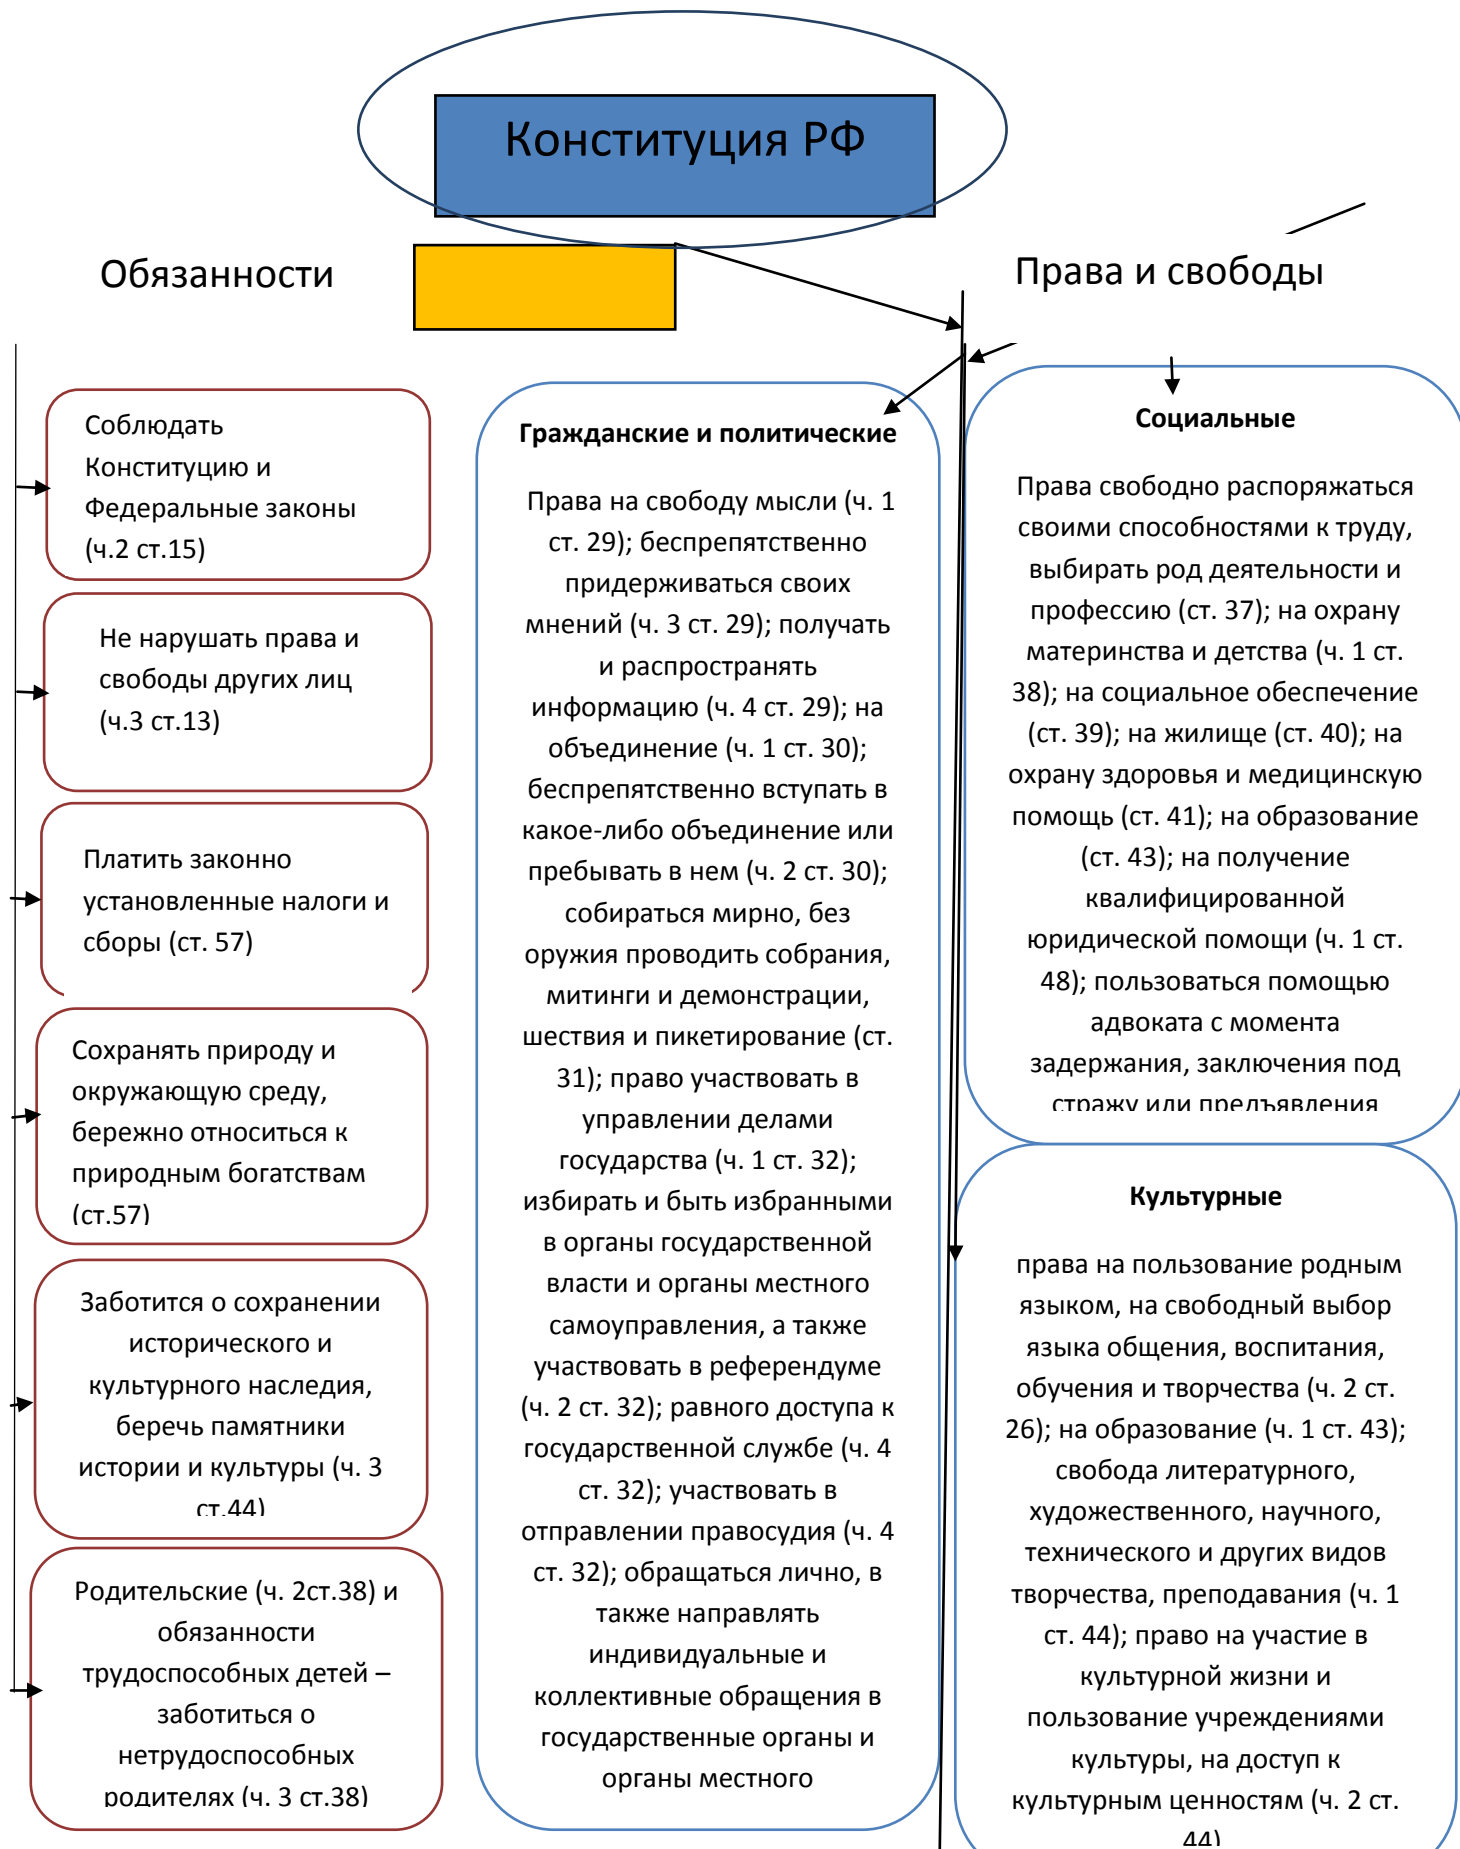 Конституция РФ
Обязанности
Права и свободы
Соблюдать
Конституцию и
Федеральные законы
(ч.2 ст.15)
Не нарушать права и
свободы других лиц
(ч.3 ст.13)
Платить законно
установленные налоги и
сборы (ст. 57)
Сохранять природу и
окружающую среду,
бережно относиться к
природным богатствам
(ст.57)
Заботится о сохранении
исторического и
культурного наследия,
беречь памятники
истории и культуры (ч. 3
ст.44)
Родительские (ч. 2ст.38) и
обязанности
трудоспособных детей –
заботиться о
нетрудоспособных
родителях (ч. 3 ст.38)
Гражданские и политические
Права на свободу мысли (ч. 1
ст. 29); беспрепятственно
придерживаться своих
мнений (ч. 3 ст. 29); получать
и распространять
информацию (ч. 4 ст. 29); на
объединение (ч. 1 ст. 30);
беспрепятственно вступать в
какое-либо объединение или
пребывать в нем (ч. 2 ст. 30);
собираться мирно, без
оружия проводить собрания,
митинги и демонстрации,
шествия и пикетирование (ст.
31); право участвовать в
управлении делами
государства (ч. 1 ст. 32);
избирать и быть избранными
в органы государственной
власти и органы местного
самоуправления, а также
участвовать в референдуме
(ч. 2 ст. 32); равного доступа к
государственной службе (ч. 4
ст. 32); участвовать в
отправлении правосудия (ч. 4
ст. 32); обращаться лично, в
также направлять
индивидуальные и
коллективные обращения в
государственные органы и
органы местного
Социальные
Права свободно распоряжаться
своими способностями к труду,
выбирать род деятельности и
профессию (ст. 37); на охрану
материнства и детства (ч. 1 ст.
38); на социальное обеспечение
(ст. 39); на жилище (ст. 40); на
охрану здоровья и медицинскую
помощь (ст. 41); на образование
(ст. 43); на получение
квалифицированной
юридической помощи (ч. 1 ст.
48); пользоваться помощью
адвоката с момента
задержания, заключения под
стражу или предъявления
Культурные
права на пользование родным
языком, на свободный выбор
языка общения, воспитания,
обучения и творчества (ч. 2 ст.
26); на образование (ч. 1 ст. 43);
свобода литературного,
художественного, научного,
технического и других видов
творчества, преподавания (ч. 1
ст. 44); право на участие в
культурной жизни и
пользование учреждениями
культуры, на доступ к
культурным ценностям (ч. 2 ст.
44)